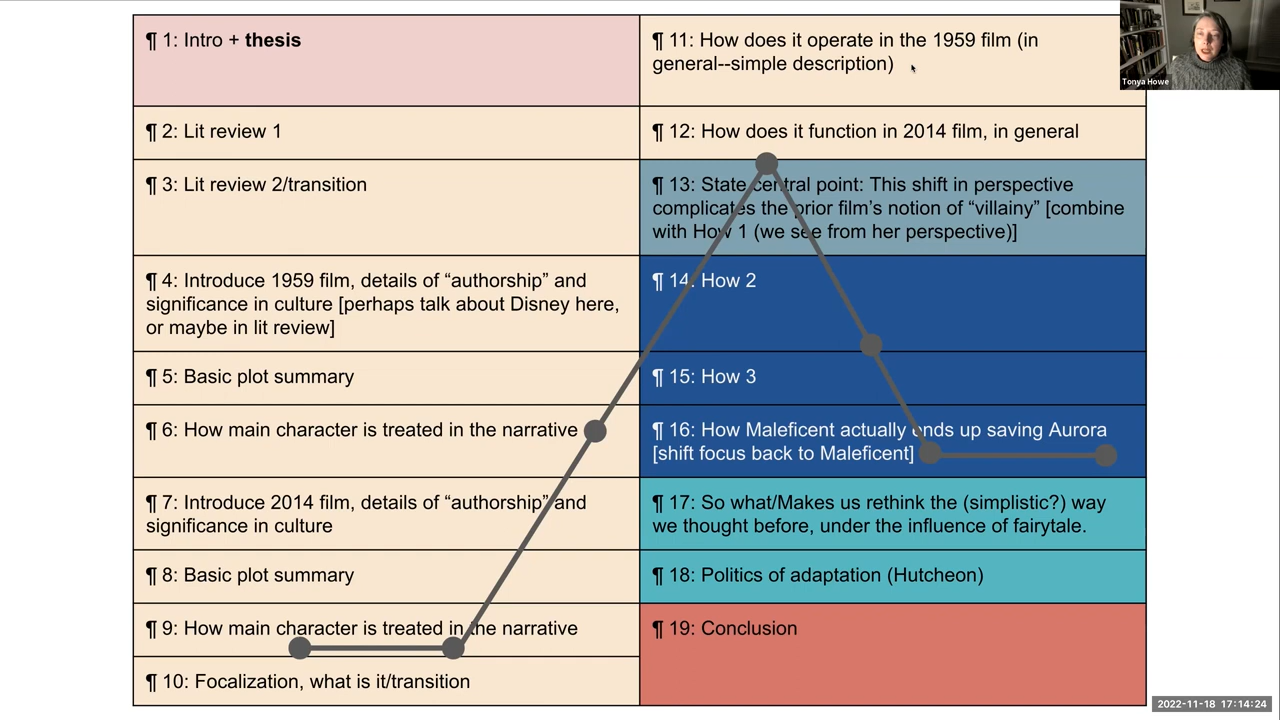 ¶ 1: Intro + thesis
¶ 2: Lit review 1
¶ 3: Lit review 2/transition
¶ 4: Introduce 1959 film, details of “authorship” and
significance in culture [perhaps talk about Disney here,
or maybe in lit review]
¶ 5: Basic plot summary
¶ 6: How main character is treated in the narrative
¶ 7: Introduce 2014 film, details of “authorship” and
significance in culture
¶ 8: Basic plot summary
¶ 9: How main character is treated in the narrative
¶ 10: Focalization, what is it/transition
¶ 11: How does it operate in the 1959 film (in
general--simple description)
¶ 12: How does it function in 2014 film, in general
¶ 13: State central point: This shift in perspective
complicates the prior film’s notion of “villainy” [combine
with How 1 (we see from her perspective)]
¶ 14: How 2
¶ 15: How 3
¶ 16: How Maleficent actually ends up saving Aurora
[shift focus back to Maleficent]
¶ 17: So what/Makes us rethink the (simplistic?) way
we thought before, under the influence of fairytale.
¶ 18: Politics of adaptation (Hutcheon)
¶ 19: Conclusion
Tonya Howe
2022-11-18 17:14:24